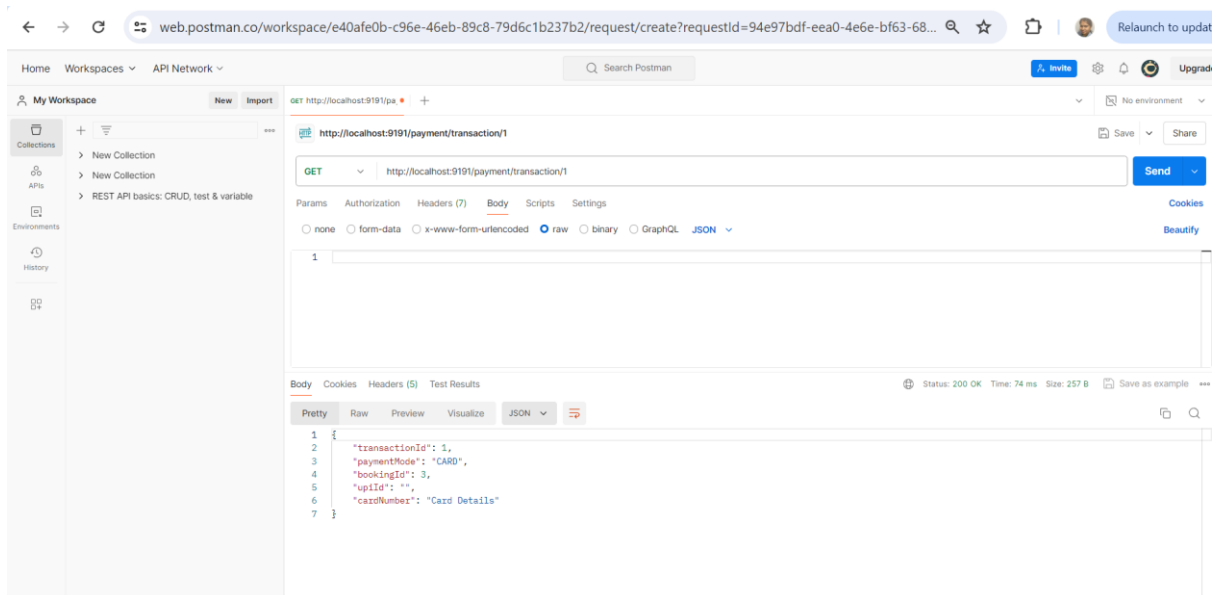 web.postman.co/workspace/e40afe0b-c96e-46eb-89c8-79d6c1b237b2/request/create?requestId=94e97bdf-eea0-4e6e-bf63-68...
Relaunch to updat
Home Workspaces API Network
Search Postman
Invite
Upgrade
My Workspace New Import
GET http://localhost:9191/pa
No environment
Collections
APIs
Environments
History
New Collection
New Collection
REST API basics: CRUD, test & variable
HTTP http://localhost:9191/payment/transaction/1
Save Share
GET http://localhost:9191/payment/transaction/1
Send
Params Authorization Headers (7) Body Scripts Settings
Cookies
none form-data x-www-form-urlencoded raw binary GraphQL JSON
Beautify
1
Body Cookies Headers (5) Test Results
Status: 200 OK Time: 74 ms Size: 257 B Save as example
Pretty Raw Preview Visualize JSON
1 {
2 "transactionId": 1,
3 "paymentMode": "CARD",
4 "bookingId": 3,
5 "upiId": "",
6 "cardNumber": "Card Details"
7 }